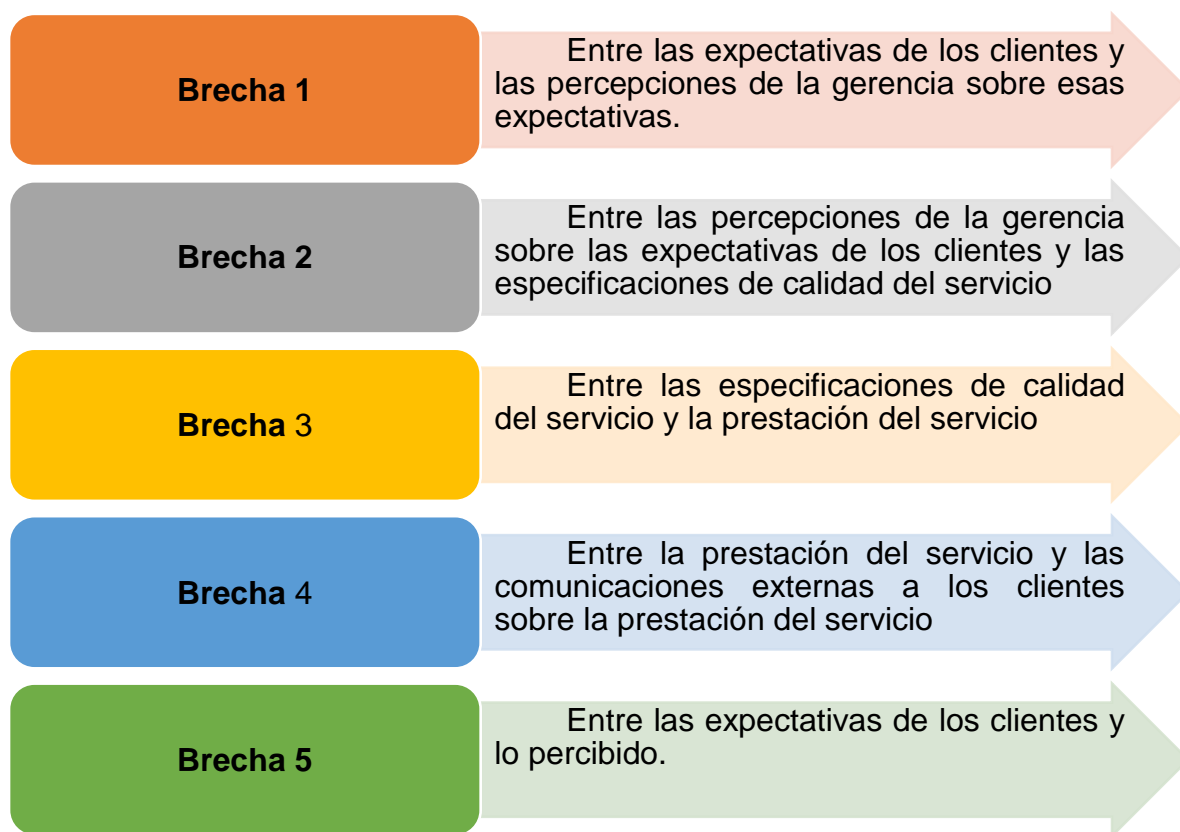 Brecha 1
Entre las expectativas de los clientes y
las percepciones de la gerencia sobre esas
expectativas.
Brecha 2
Entre las percepciones de la gerencia
sobre las expectativas de los clientes y las
especificaciones de calidad del servicio
Brecha 3
Entre las especificaciones de calidad
del servicio y la prestación del servicio
Brecha 4
Entre la prestación del servicio y las
comunicaciones externas a los clientes
sobre la prestación del servicio
Brecha 5
Entre las expectativas de los clientes y
lo percibido.